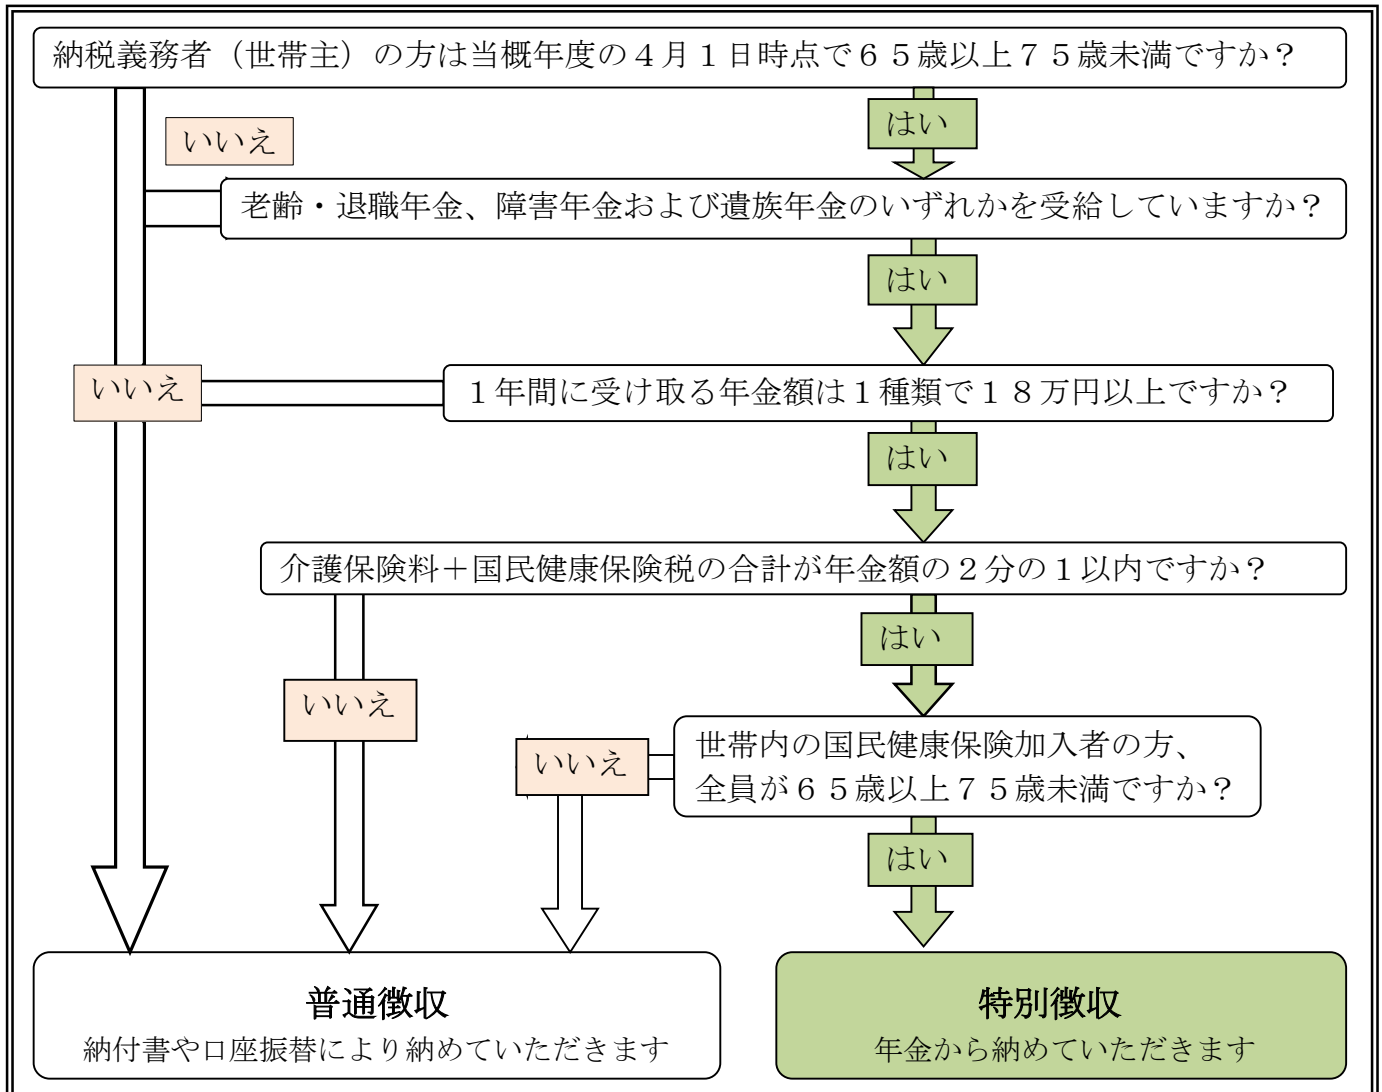 納税義務者（世帯主）の方は当概年度の４月１日時点で６５歳以上７５歳未満ですか？
はい
いいえ
老齢・退職年金、障害年金および遺族年金のいずれかを受給していますか？
はい
いいえ
１年間に受け取る年金額は１種類で１８万円以上ですか？
はい
介護保険料＋国民健康保険税の合計が年金額の２分の１以内ですか？
はい
いいえ
世帯内の国民健康保険加入者の方、
全員が６５歳以上７５歳未満ですか？
いいえ
はい
普通徴収
納付書や口座振替により納めていただきます
特別徴収
年金から納めていただきます